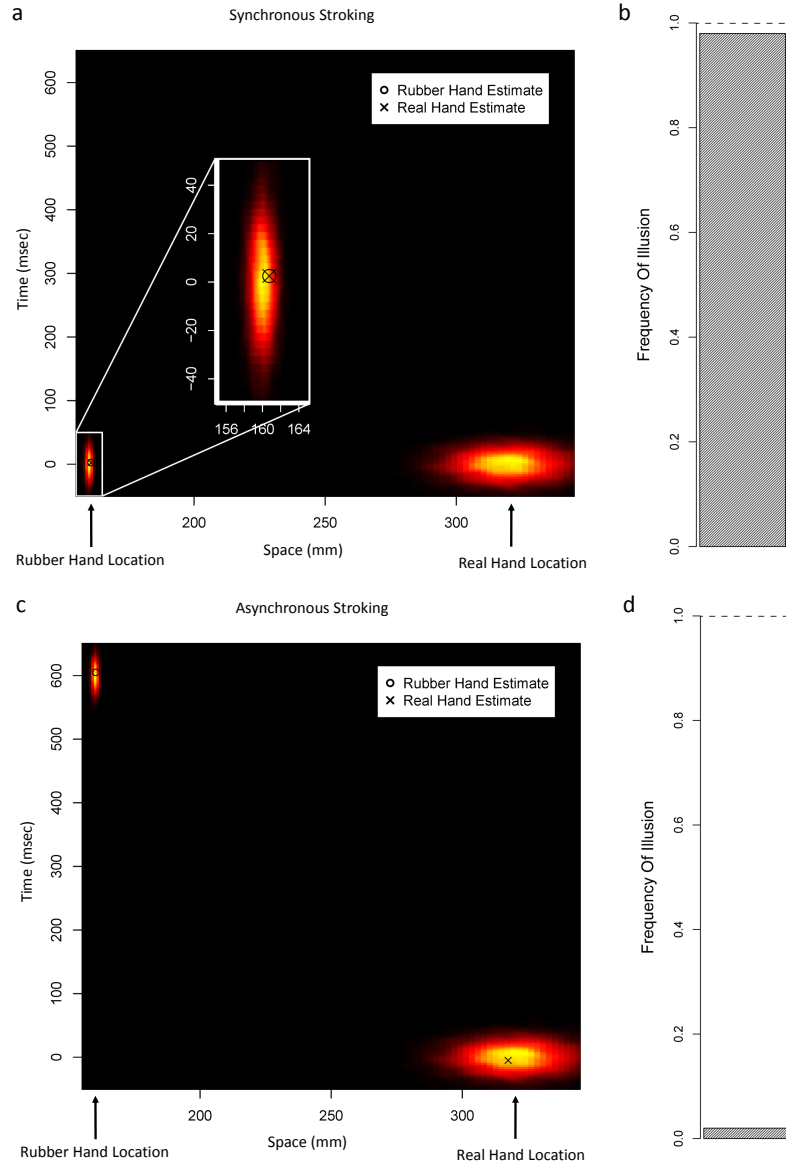 a
Synchronous Stroking
Time (msec)
600
500
400
300
200
100
0
Rubber Hand Estimate
Real Hand Estimate
40
20
0
−20
−40
156 160 164
200 250 300
Space (mm)
Rubber Hand Location
Real Hand Location
b
Frequency Of Illusion
1.0
0.8
0.6
0.4
0.2
0.0
c
Asynchronous Stroking
Time (msec)
600
500
400
300
200
100
0
Rubber Hand Estimate
Real Hand Estimate
200 250 300
Space (mm)
Rubber Hand Location
Real Hand Location
d
Frequency Of Illusion
1.0
0.8
0.6
0.4
0.2
0.0